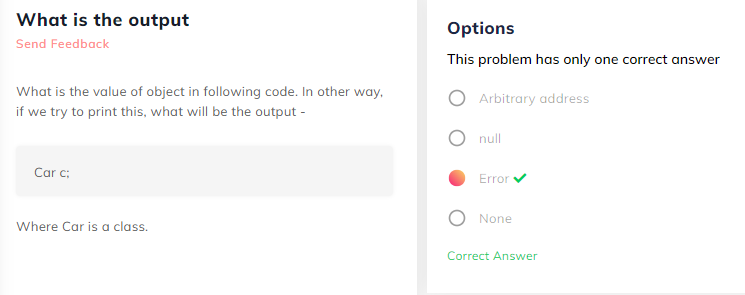 What is the output
Send Feedback
What is the value of object in following code. In other way,
if we try to print this, what will be the output -
Car c;
Where Car is a class.
Options
This problem has only one correct answer
Arbitrary address
null
Error
None
Correct Answer